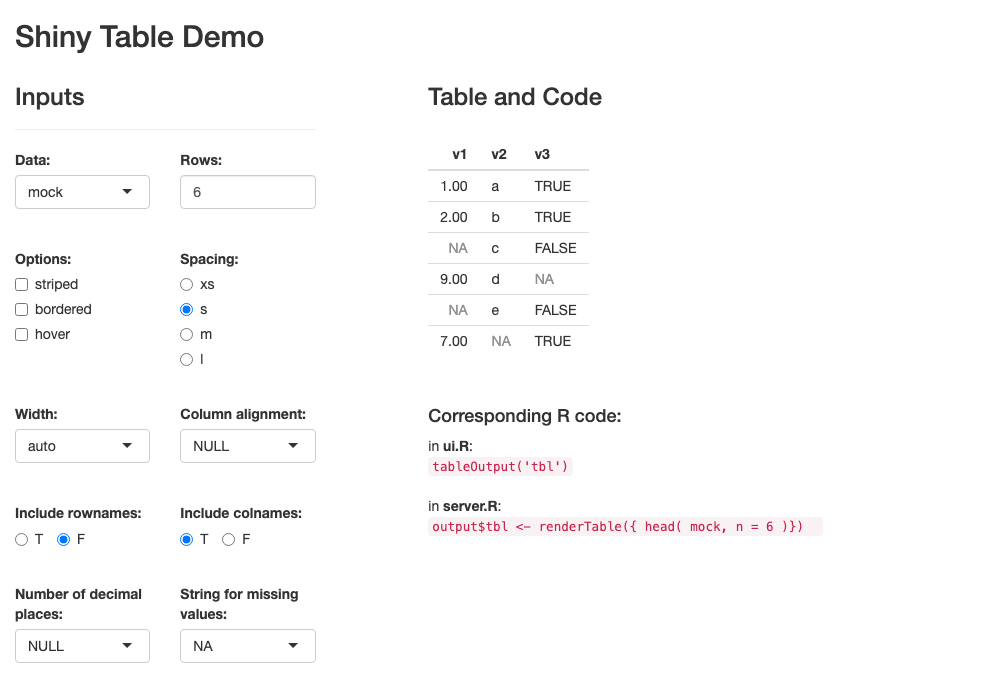 Shiny Table Demo
Inputs
Data: Rows:
mock 6
Options: Spacing:
striped xs
bordered s
hover m
l
Width: Column alignment:
auto NULL
Include rownames: Include colnames:
T F T F
Number of decimal places: String for missing values:
NULL NA
Table and Code
v1 v2 v3
1.00 a TRUE
2.00 b TRUE
NA c FALSE
9.00 d NA
NA e FALSE
7.00 NA TRUE
Corresponding R code:
in ui.R:
tableOutput('tbl')
in server.R:
output$tbl <- renderTable({ head( mock, n = 6 )})